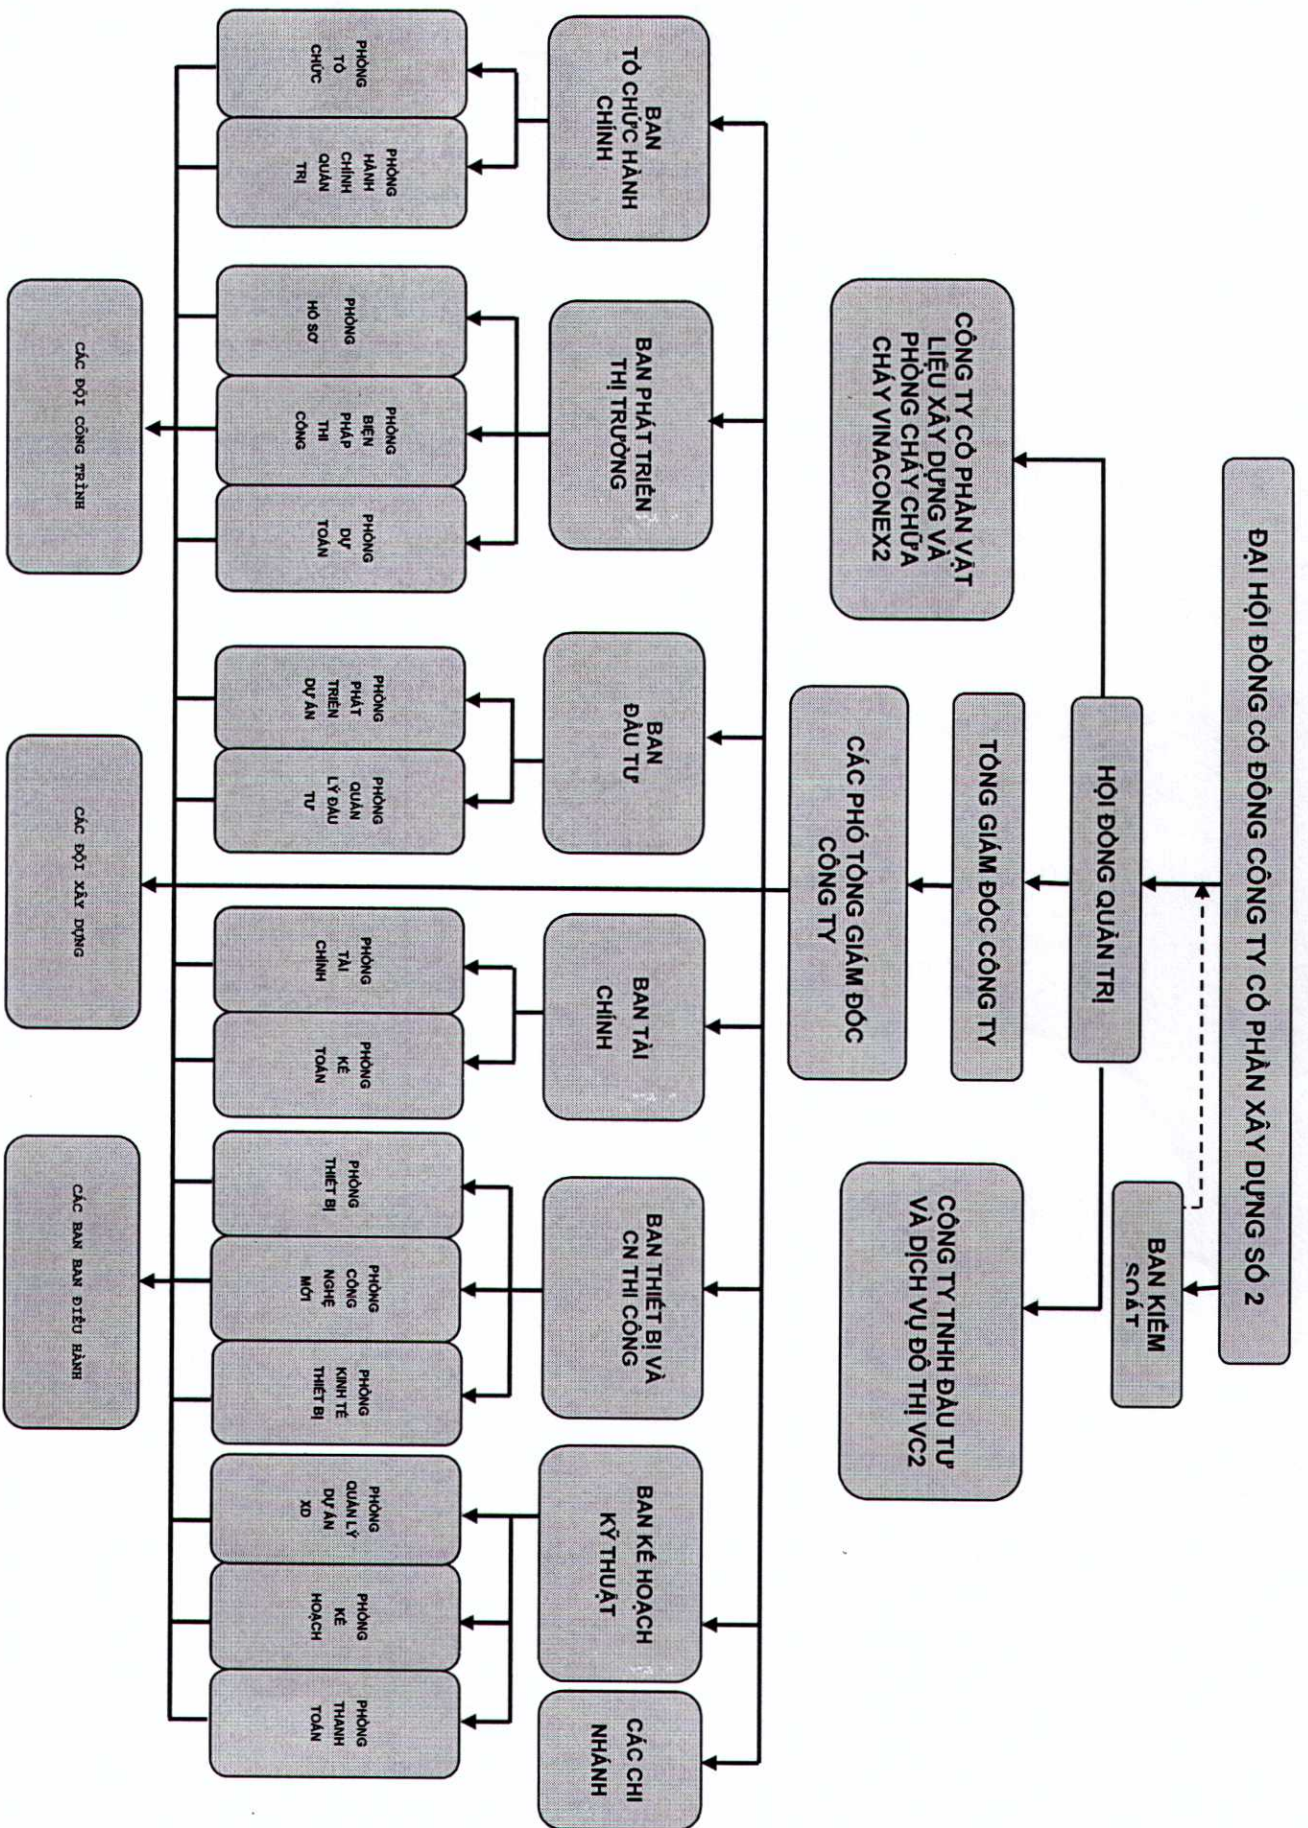 ĐẠI HỘI ĐỒNG CỔ ĐÔNG CÔNG TY CỔ PHẦN XÂY DỰNG SỐ 2
BAN KIỂM
SOÁT
HỘI ĐỒNG QUẢN TRỊ
TỔNG GIÁM ĐỐC CÔNG TY
CÔNG TY CỔ PHẦN VẬT
LIỆU XÂY DỰNG VÀ
PHÒNG CHÁY CHỮA
CHÁY VINACONEX2
CÁC PHÓ TỔNG GIÁM ĐỐC
CÔNG TY
CÔNG TY TNHH ĐẦU TƯ
VÀ DỊCH VỤ ĐÔ THỊ VC2
BAN
TỔ CHỨC HÀNH
CHÍNH
BAN PHÁT TRIỂN
THỊ TRƯỜNG
BAN
ĐẦU TƯ
BAN TÀI
CHÍNH
BAN THIẾT BỊ VÀ
CN THI CÔNG
BAN KẾ HOẠCH
KỸ THUẬT
CÁC CHI
NHÁNH
PHÒNG
TỔ
CHỨC
PHÒNG
HÀNH
CHÍNH
QUẢN
TRỊ
PHÒNG
HỒ SƠ
PHÒNG
BIỆN
PHÁP
THI
CÔNG
PHÒNG
DỰ
TOÁN
PHÒNG
PHÁT
TRIỂN
DỰ ÁN
PHÒNG
QUẢN
LÝ ĐẦU
TƯ
PHÒNG
TÀI
CHÍNH
PHÒNG
KẾ
TOÁN
PHÒNG
THIẾT BỊ
PHÒNG
CÔNG
NGHỆ
MỚI
PHÒNG
KINH TẾ
THIẾT BỊ
PHÒNG
QUẢN LÝ
DỰ ÁN
XD
PHÒNG
KẾ
HOẠCH
PHÒNG
THANH
TOÁN
CÁC ĐỘI CÔNG TRÌNH
CÁC ĐỘI XÂY DỰNG
CÁC BAN BAN ĐIỀU HÀNH